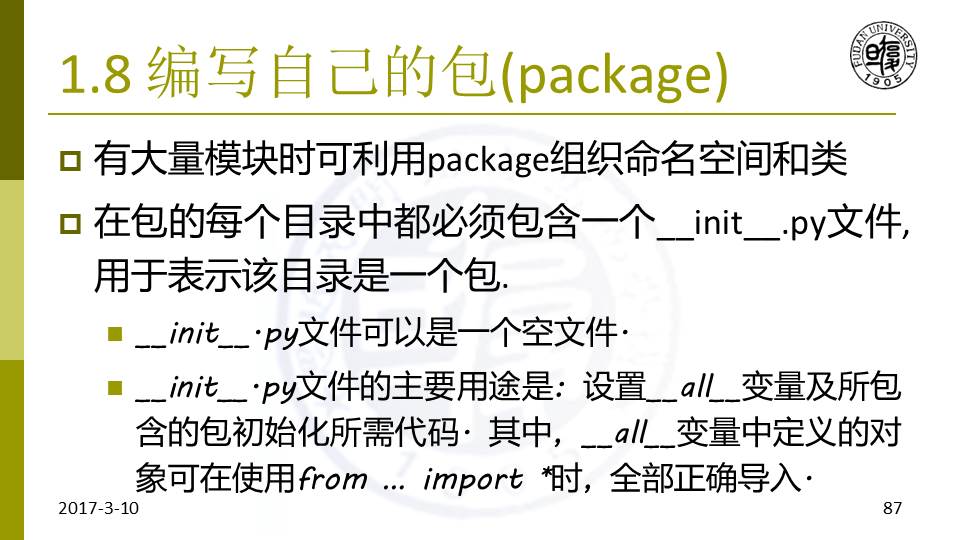 1.8 编写自己的包(package)
FUDAN UNIVERSITY
1905
有大量模块时可利用package组织命名空间和类
在包的每个目录中都必须包含一个__init__.py文件,
用于表示该目录是一个包.
__init__.py文件可以是一个空文件.
__init__.py文件的主要用途是：设置__all__变量及所包
含的包初始化所需代码. 其中，__all__变量中定义的对
象可在使用from ... import *时，全部正确导入.
2017-3-10
87